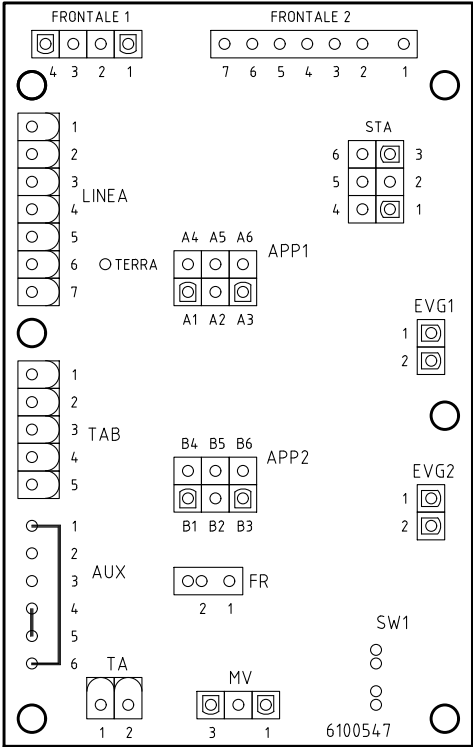 FRONTALE 1
FRONTALE 2
4 3 2 1
7 6 5 4 3 2 1
1
2
3
4
5
6
7
LINEA
TERRA
STA
6 3
5 2
4 1
A4 A5 A6
APP1
A1 A2 A3
EVG1
1
2
1
2
3
4
5
TAB
B4 B5 B6
APP2
B1 B2 B3
EVG2
1
2
1
2
3
4
5
6
AUX
FR
2 1
SW1
TA
1 2
MV
3 1
6100547